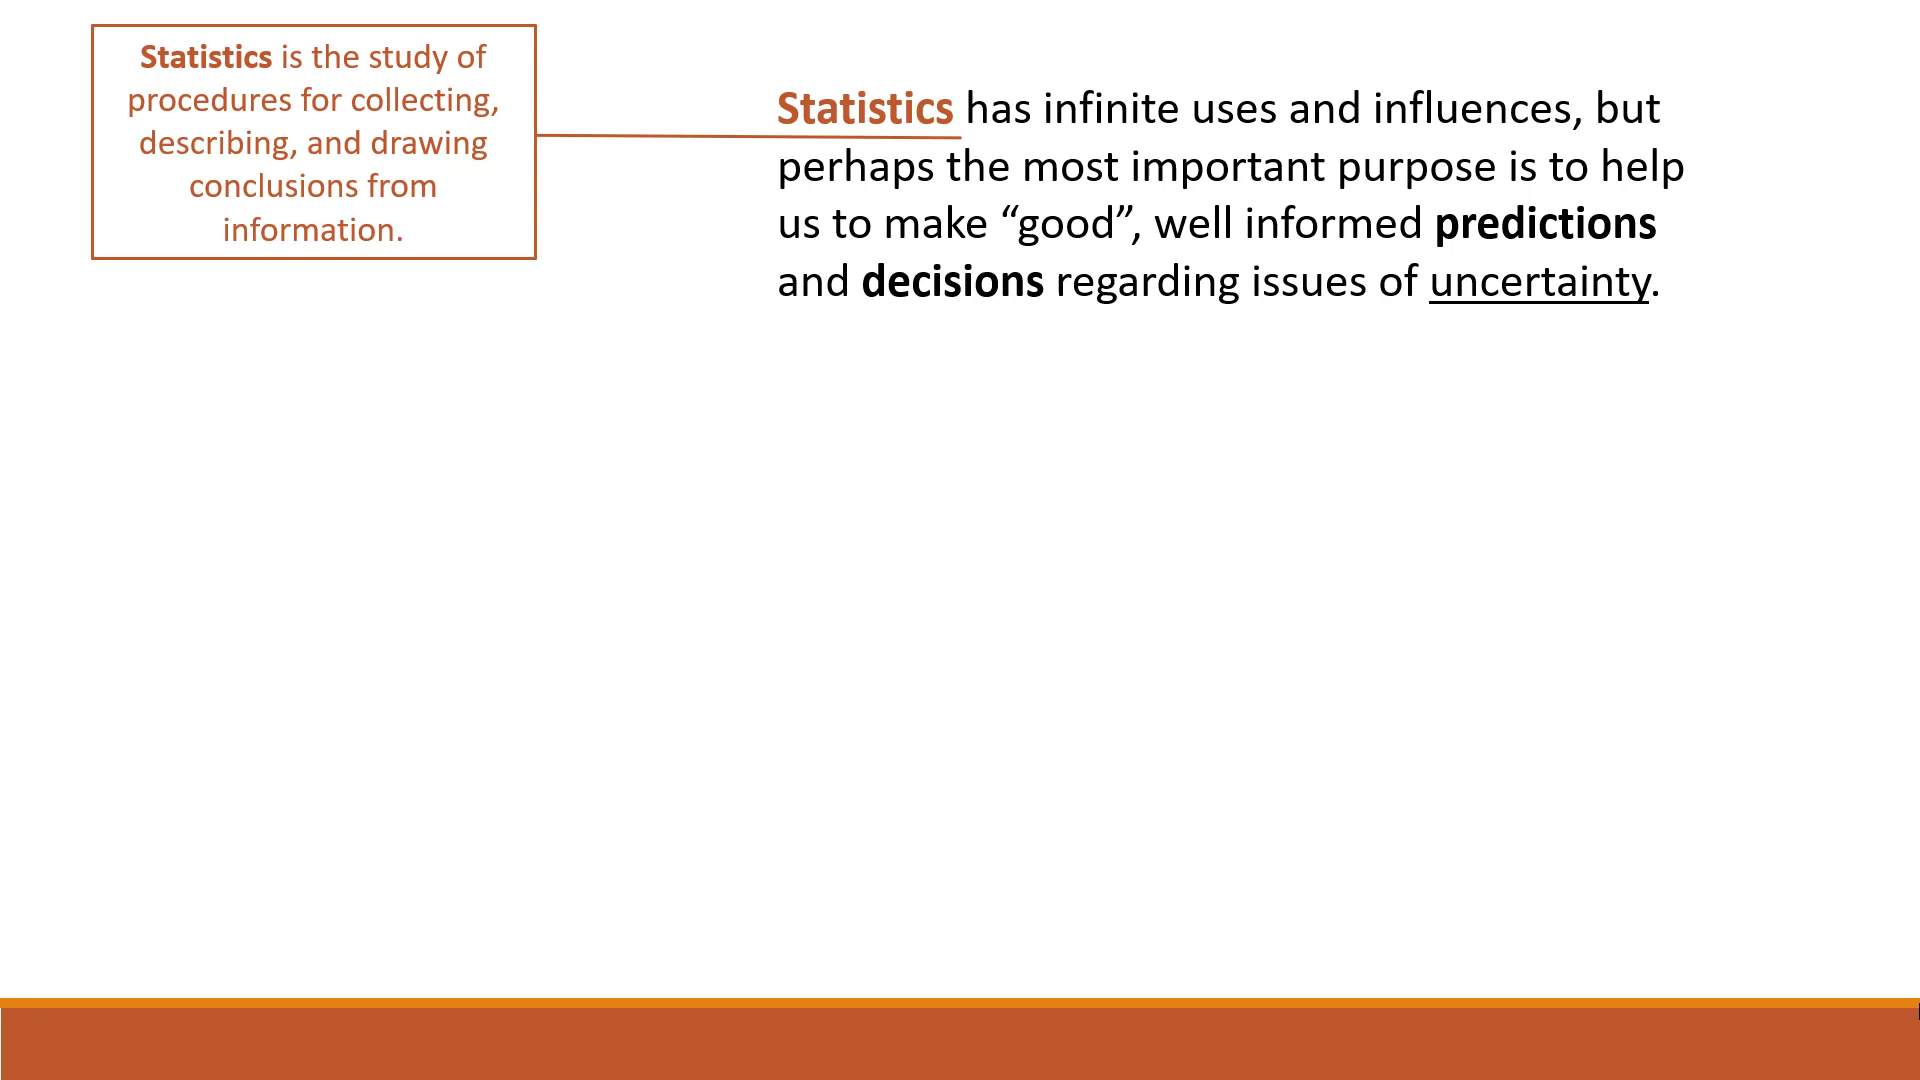 Statistics is the study of
procedures for collecting,
describing, and drawing
conclusions from
information.
Statistics has infinite uses and influences, but
perhaps the most important purpose is to help
us to make “good”, well informed predictions
and decisions regarding issues of uncertainty.